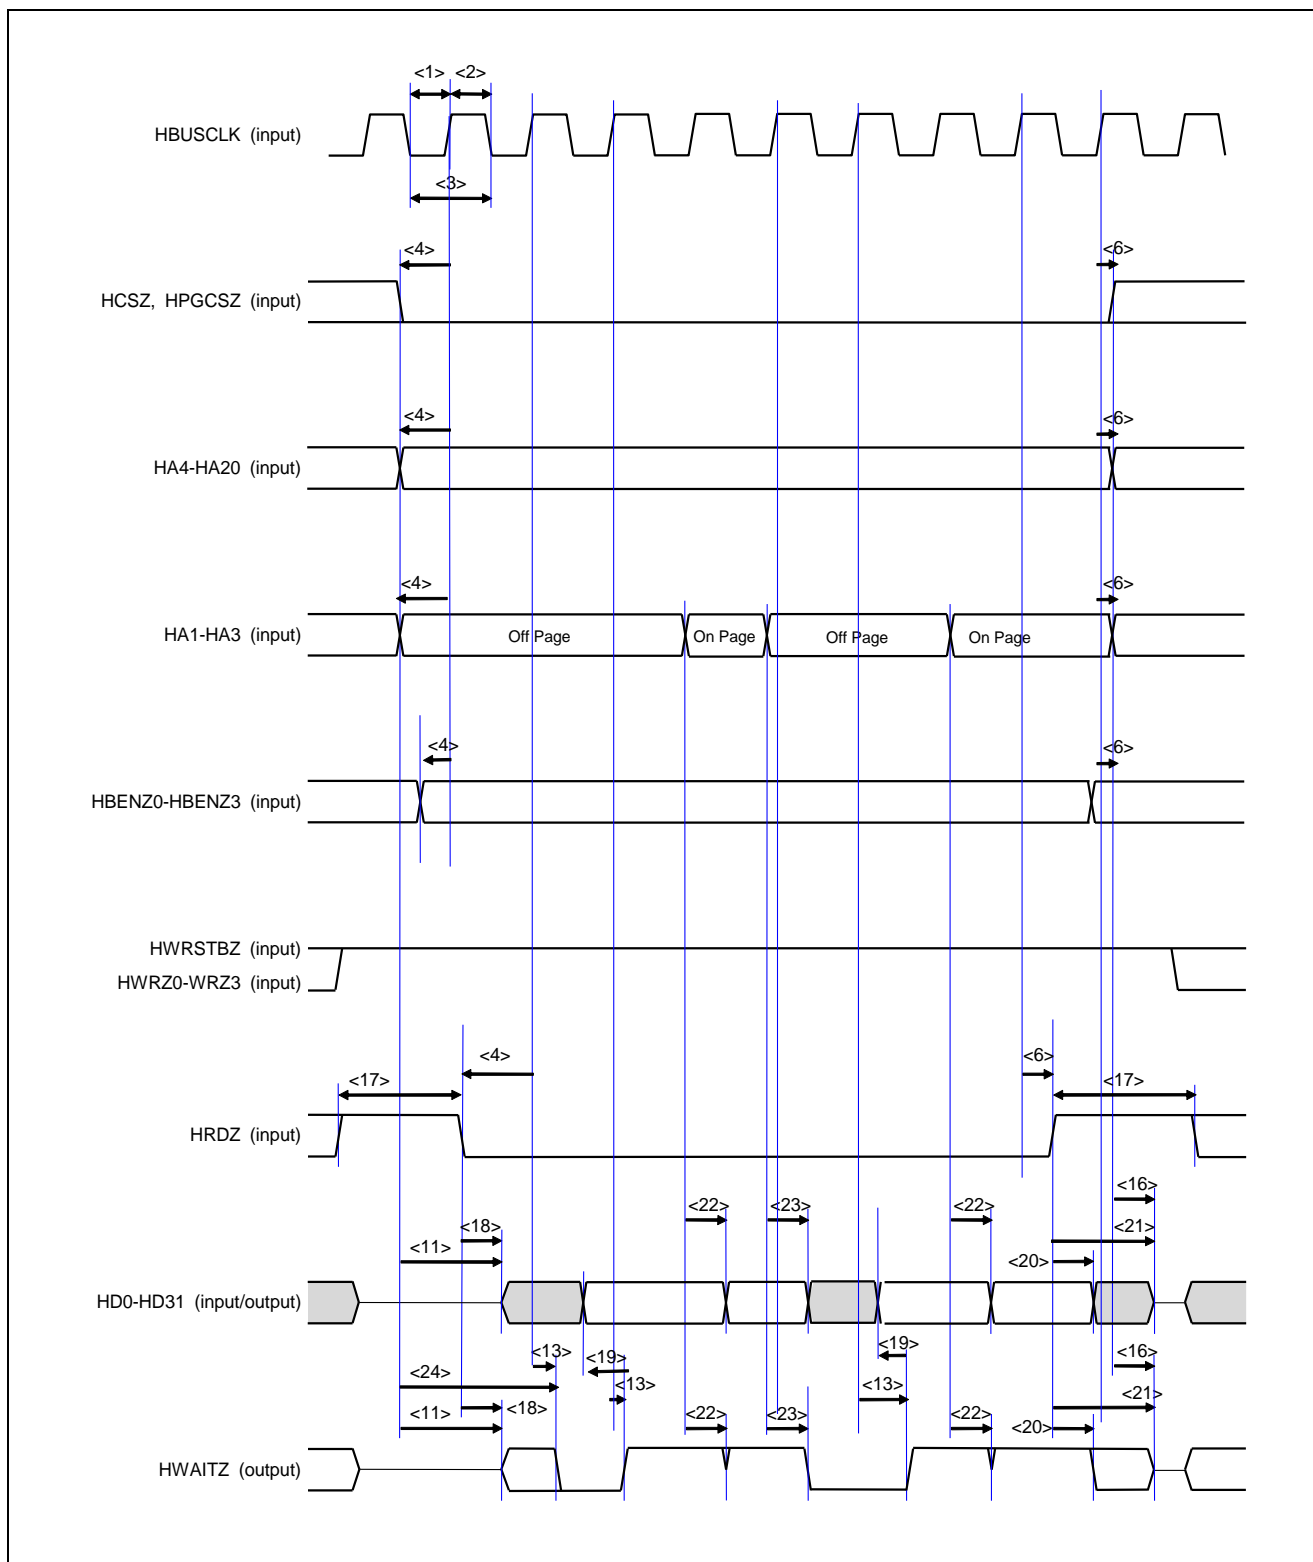 <1> <2>
HBUSCLK (input)
<3>
<4> <6>
HCSZ, HPGCSZ (input)
<4> <6>
HA4-HA20 (input)
<4> <6>
HA1-HA3 (input) Off Page On Page Off Page On Page
<4> <6>
HBENZ0-HBENZ3 (input)
HWRSTBZ (input)
HWRZ0-WRZ3 (input)
<4> <6>
<17> <17>
HRDZ (input)
<16>
<22> <23> <22>
<18> <21>
<11> <20>
HD0-HD31 (input/output)
<13> <19> <19> <16>
<24> <13> <13> <21>
<11> <18> <22> <23> <22> <20>
HWAITZ (output)